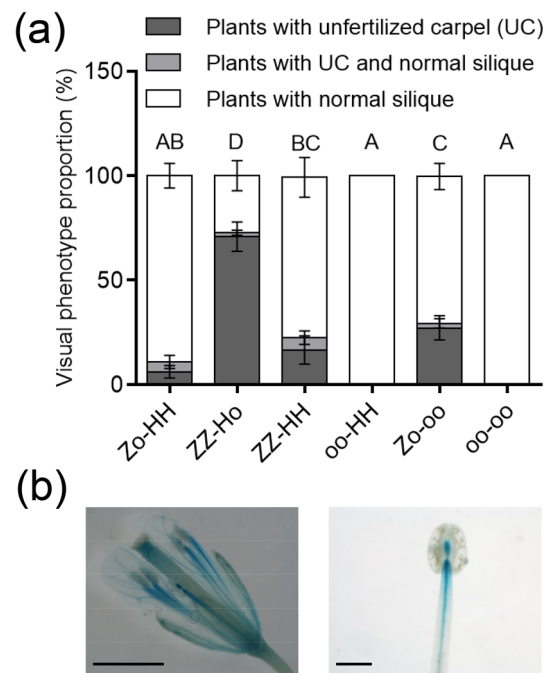 (a)
Plants with unfertilized carpel (UC)
Plants with UC and normal silique
Plants with normal silique
Visual phenotype proportion (%)
150
100
50
0
AB
D
BC
A
C
A
Zo-HH
ZZ-Ho
ZZ-HH
oo-HH
Zo-oo
oo-oo
(b)